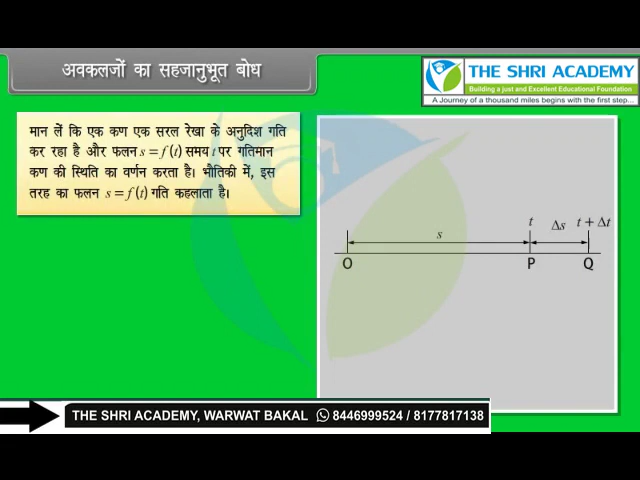 अवकलजों का सहजानुभूत बोध
THE SHRI ACADEMY
Building a just and Excellent Educational Foundation
A Journey of a thousand miles begins with the first step...
मान लें कि एक कण एक सरल रेखा के अनुदिश गति
कर रहा है और फलन s = f (t) समय t पर गतिमान
कण की स्थिति का वर्णन करता है। भौतिकी में, इस
तरह का फलन s = f (t) गति कहलाता है।
t Δs t + Δt
s
O P Q
THE SHRI ACADEMY, WARWAT BAKAL 8446999524 / 8177817138